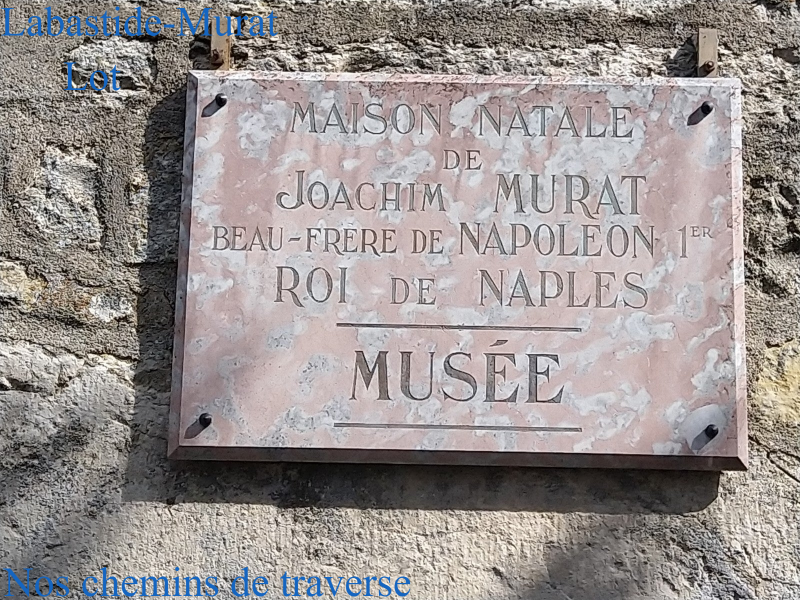 Labastide-Murat
Lot
MAISON NATALE
DE
JOACHIM MURAT
BEAU-FRÈRE DE NAPOLEON 1ER
ROI DE NAPLES
MUSÉE
Nos chemins de traverse